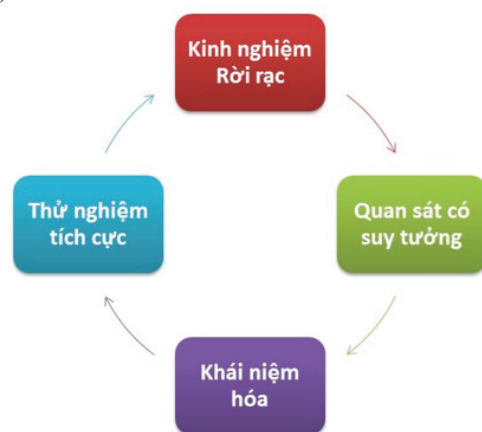 Kinh nghiệm
Rời rạc
Quan sát có
suy tưởng
Khái niệm
hóa
Thử nghiệm
tích cực